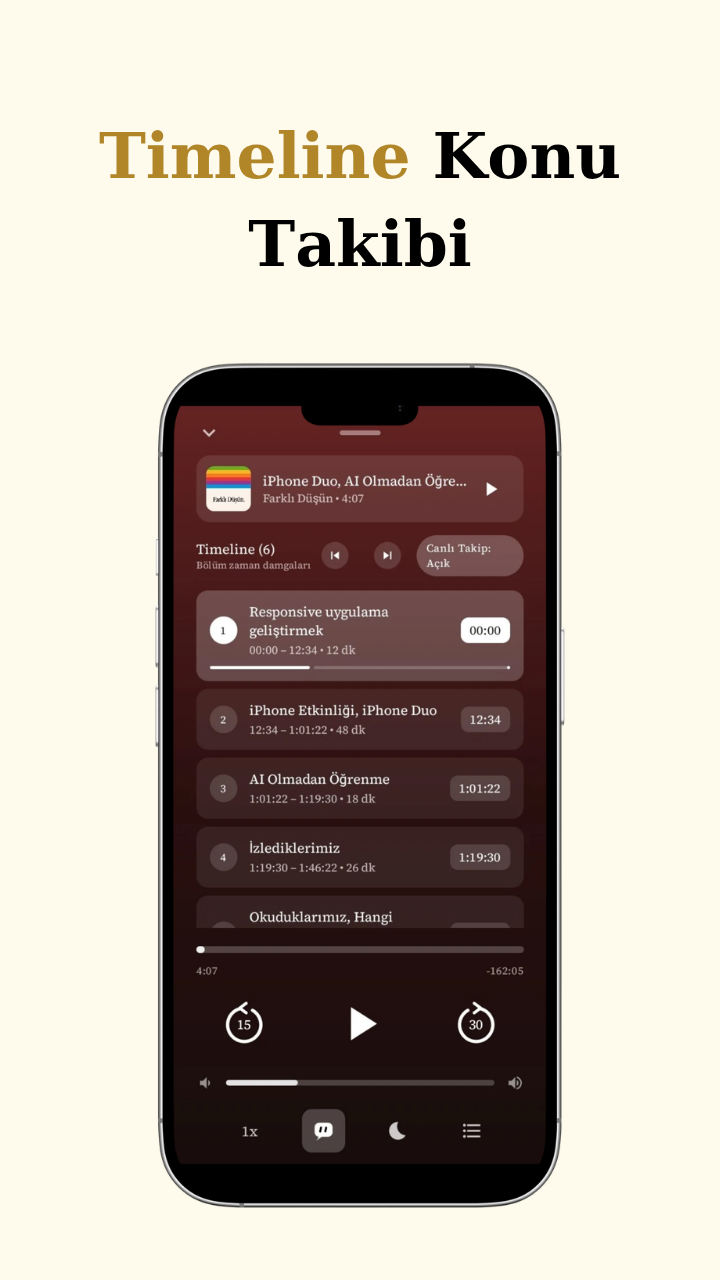 Timeline Konu
Takibi
iPhone Duo, AI Olmadan Öğre...
Farklı Düşün • 4:07
Farklı Düşün.
Timeline (6)
Bölüm zaman damgaları
Canlı Takip:
Açık
1
Responsive uygulama
geliştirmek
00:00 – 12:34 • 12 dk
00:00
2
iPhone Etkinliği, iPhone Duo
12:34 – 1:01:22 • 48 dk
12:34
3
AI Olmadan Öğrenme
1:01:22 – 1:19:30 • 18 dk
1:01:22
4
İzlediklerimiz
1:19:30 – 1:46:22 • 26 dk
1:19:30
Okuduklarımız, Hangi
4:07
-162:05
15
30
1x